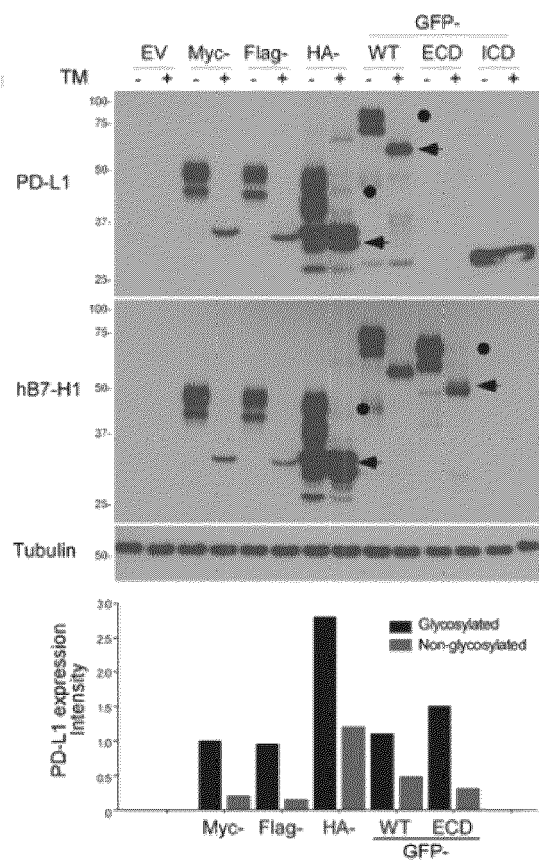 GFP-
EV Myc- Flag- HA- WT ECD ICD
TM - + - + - + - + - + - + - +
100-
75-
50-
PD-L1
37-
25-
100-
75-
hB7-H1
50-
37-
25-
Tubulin 50-
PD-L1 expression
Intensity
3.0
2.5
2.0
1.5
1.0
0.5
0
Glycosylated
Non-glycosylated
Myc- Flag- HA- WT ECD
GFP-